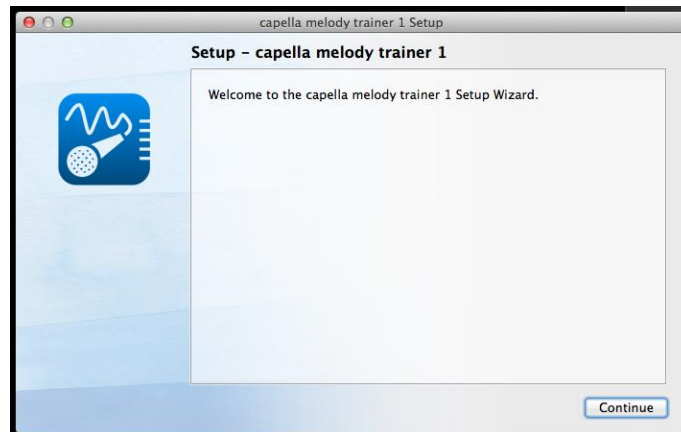 capella melody trainer 1 Setup
Setup – capella melody trainer 1
Welcome to the capella melody trainer 1 Setup Wizard.
Continue